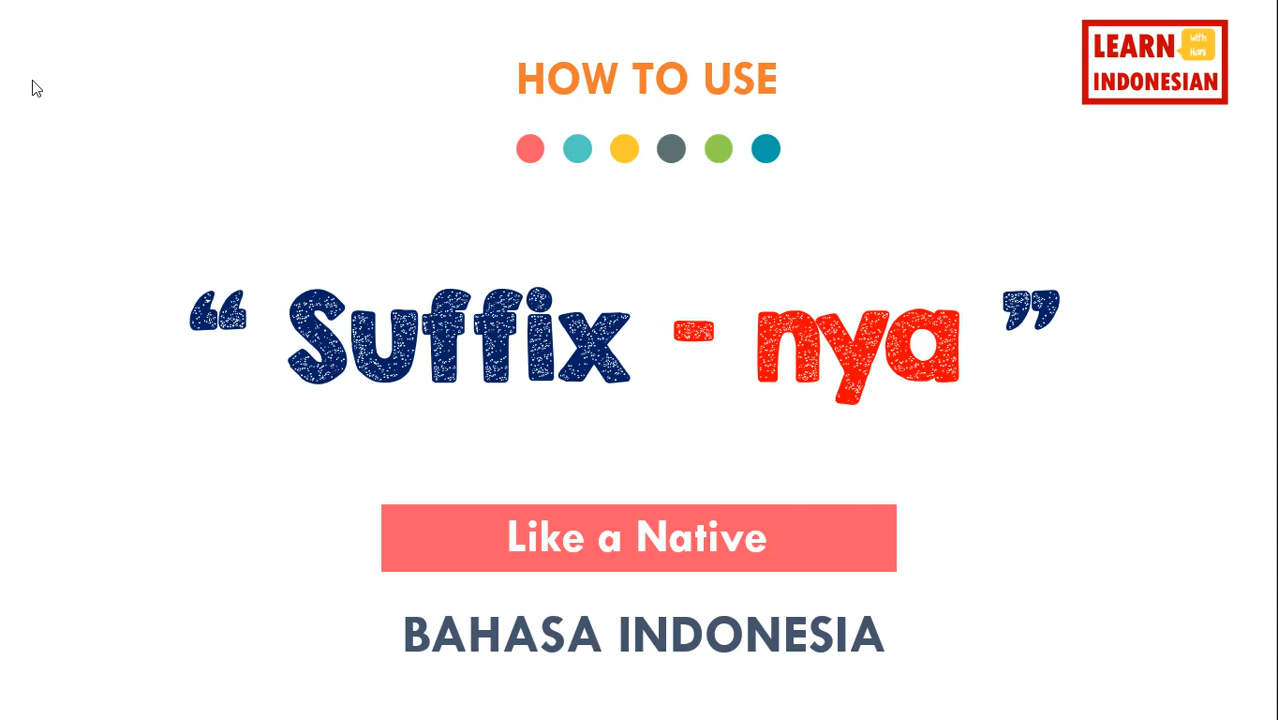 HOW TO USE
LEARN with Hani
INDONESIAN
“ Suffix - nya ”
Like a Native
BAHASA INDONESIA